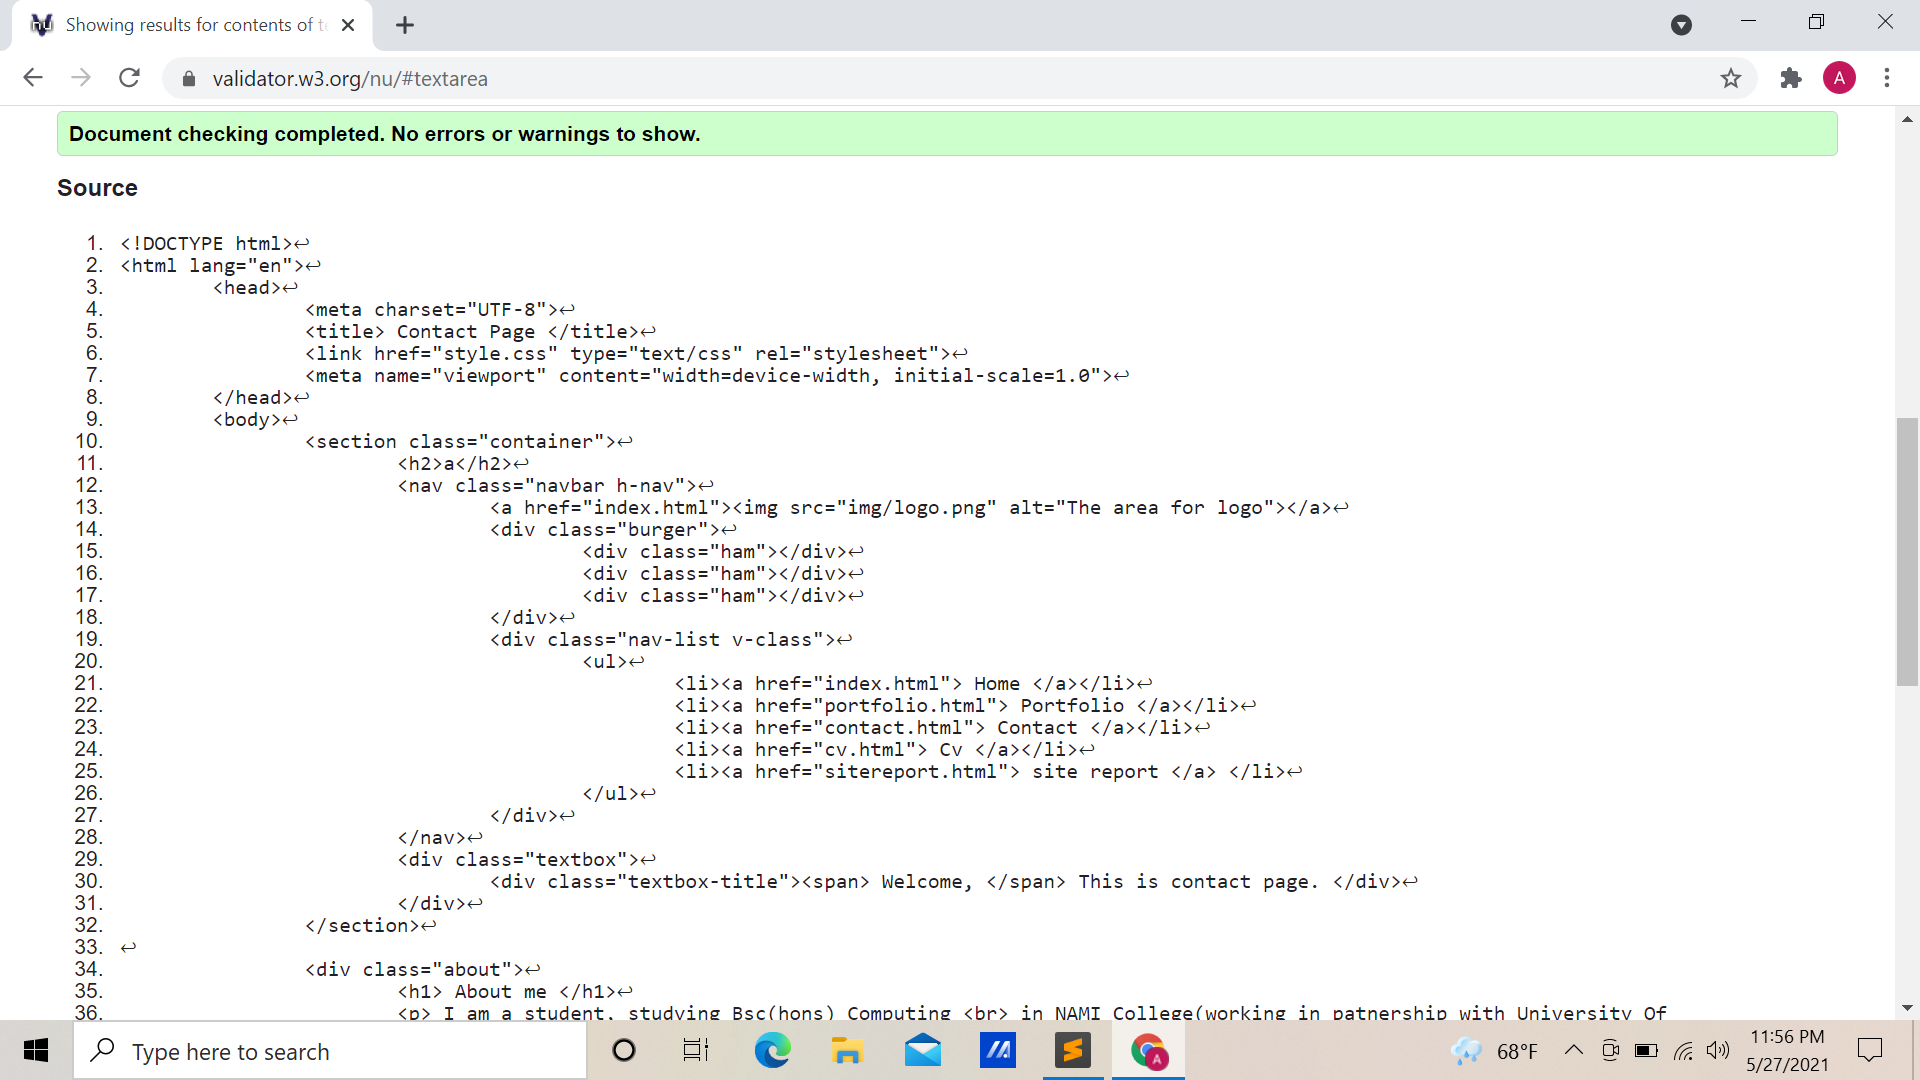 Showing results for contents of te
validator.w3.org/nu/#textarea
A
Document checking completed. No errors or warnings to show.
Source
1. <!DOCTYPE html>↩
2. <html lang="en">↩
3. <head>↩
4. <meta charset="UTF-8">↩
5. <title> Contact Page </title>↩
6. <link href="style.css" type="text/css" rel="stylesheet">↩
7. <meta name="viewport" content="width=device-width, initial-scale=1.0">↩
8. </head>↩
9. <body>↩
10. <section class="container">↩
11. <h2>a</h2>↩
12. <nav class="navbar h-nav">↩
13. <a href="index.html"><img src="img/logo.png" alt="The area for logo"></a>↩
14. <div class="burger">↩
15. <div class="ham"></div>↩
16. <div class="ham"></div>↩
17. <div class="ham"></div>↩
18. </div>↩
19. <div class="nav-list v-class">↩
20. <ul>↩
21. <li><a href="index.html"> Home </a></li>↩
22. <li><a href="portfolio.html"> Portfolio </a></li>↩
23. <li><a href="contact.html"> Contact </a></li>↩
24. <li><a href="cv.html"> Cv </a></li>↩
25. <li><a href="sitereport.html"> site report </a> </li>↩
26. </ul>↩
27. </div>↩
28. </nav>↩
29. <div class="textbox">↩
30. <div class="textbox-title"><span> Welcome, </span> This is contact page. </div>↩
31. </div>↩
32. </section>↩
33. ↩
34. <div class="about">↩
35. <h1> About me </h1>↩
36. <p> I am a student, studying Bsc(hons) Computing <br> in NAMI College(working in patnership with University Of
Type here to search
68°F
11:56 PM
5/27/2021